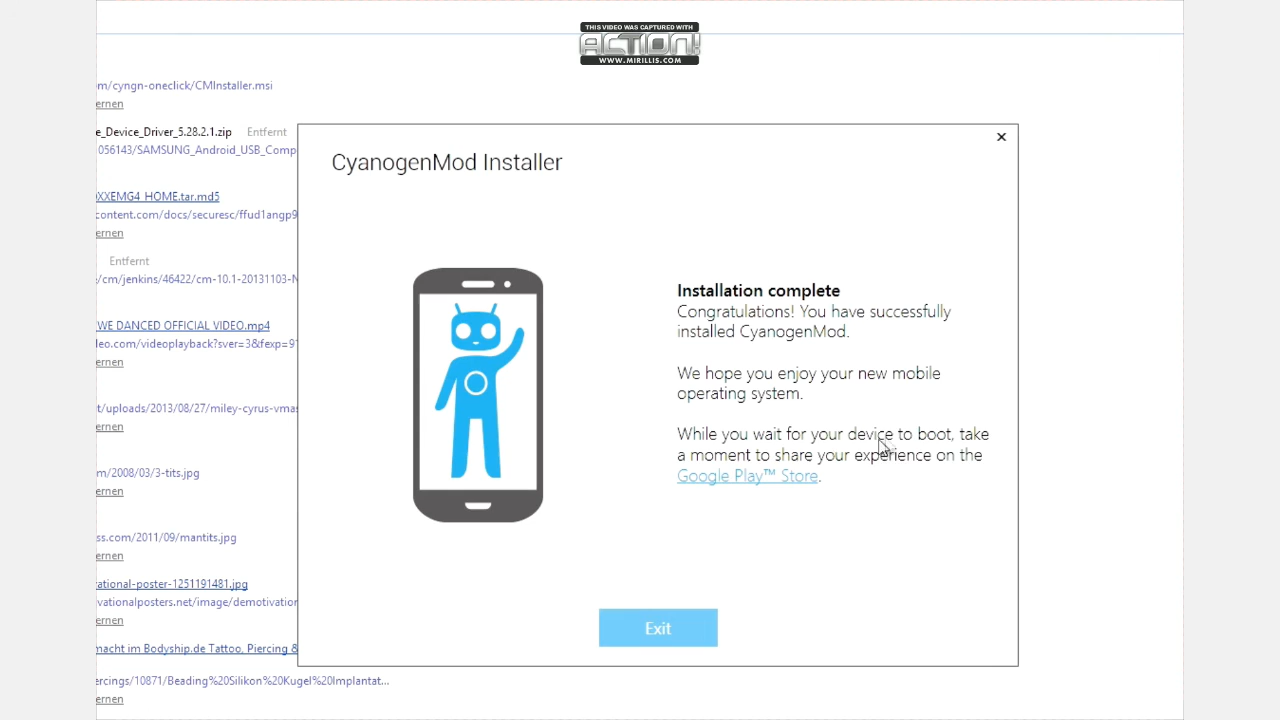 THIS VIDEO WAS CAPTURED WITH
ACTION!
WWW.MIRILLIS.COM
m/cyngn-oneclick/CMInstaller.msi
ernen
e_Device_Driver_5.28.2.1.zip Entfernt
056143/SAMSUNG_Android_USB_Comp
XXEMG4_HOME.tar.md5
content.com/docs/securesc/ffud1angp9
ernen
Entfernt
/cm/jenkins/46422/cm-10.1-20131103-N
WE DANCED OFFICIAL VIDEO.mp4
leo.com/videoplayback?sver=3&fexp=9
ernen
t/uploads/2013/08/27/miley-cyrus-vmas
ernen
m/2008/03/3-tits.jpg
ernen
ss.com/2011/09/mantits.jpg
ernen
ational-poster-1251191481.jpg
vationalposters.net/image/demotivation
ernen
macht im Bodyship.de Tattoo, Piercing &
ercings/10871/Beading%20Silikon%20Kugel%20Implantat...
ernen
CyanogenMod Installer
Installation complete
Congratulations! You have successfully
installed CyanogenMod.
We hope you enjoy your new mobile
operating system.
While you wait for your device to boot, take
a moment to share your experience on the
Google Play™ Store.
Exit